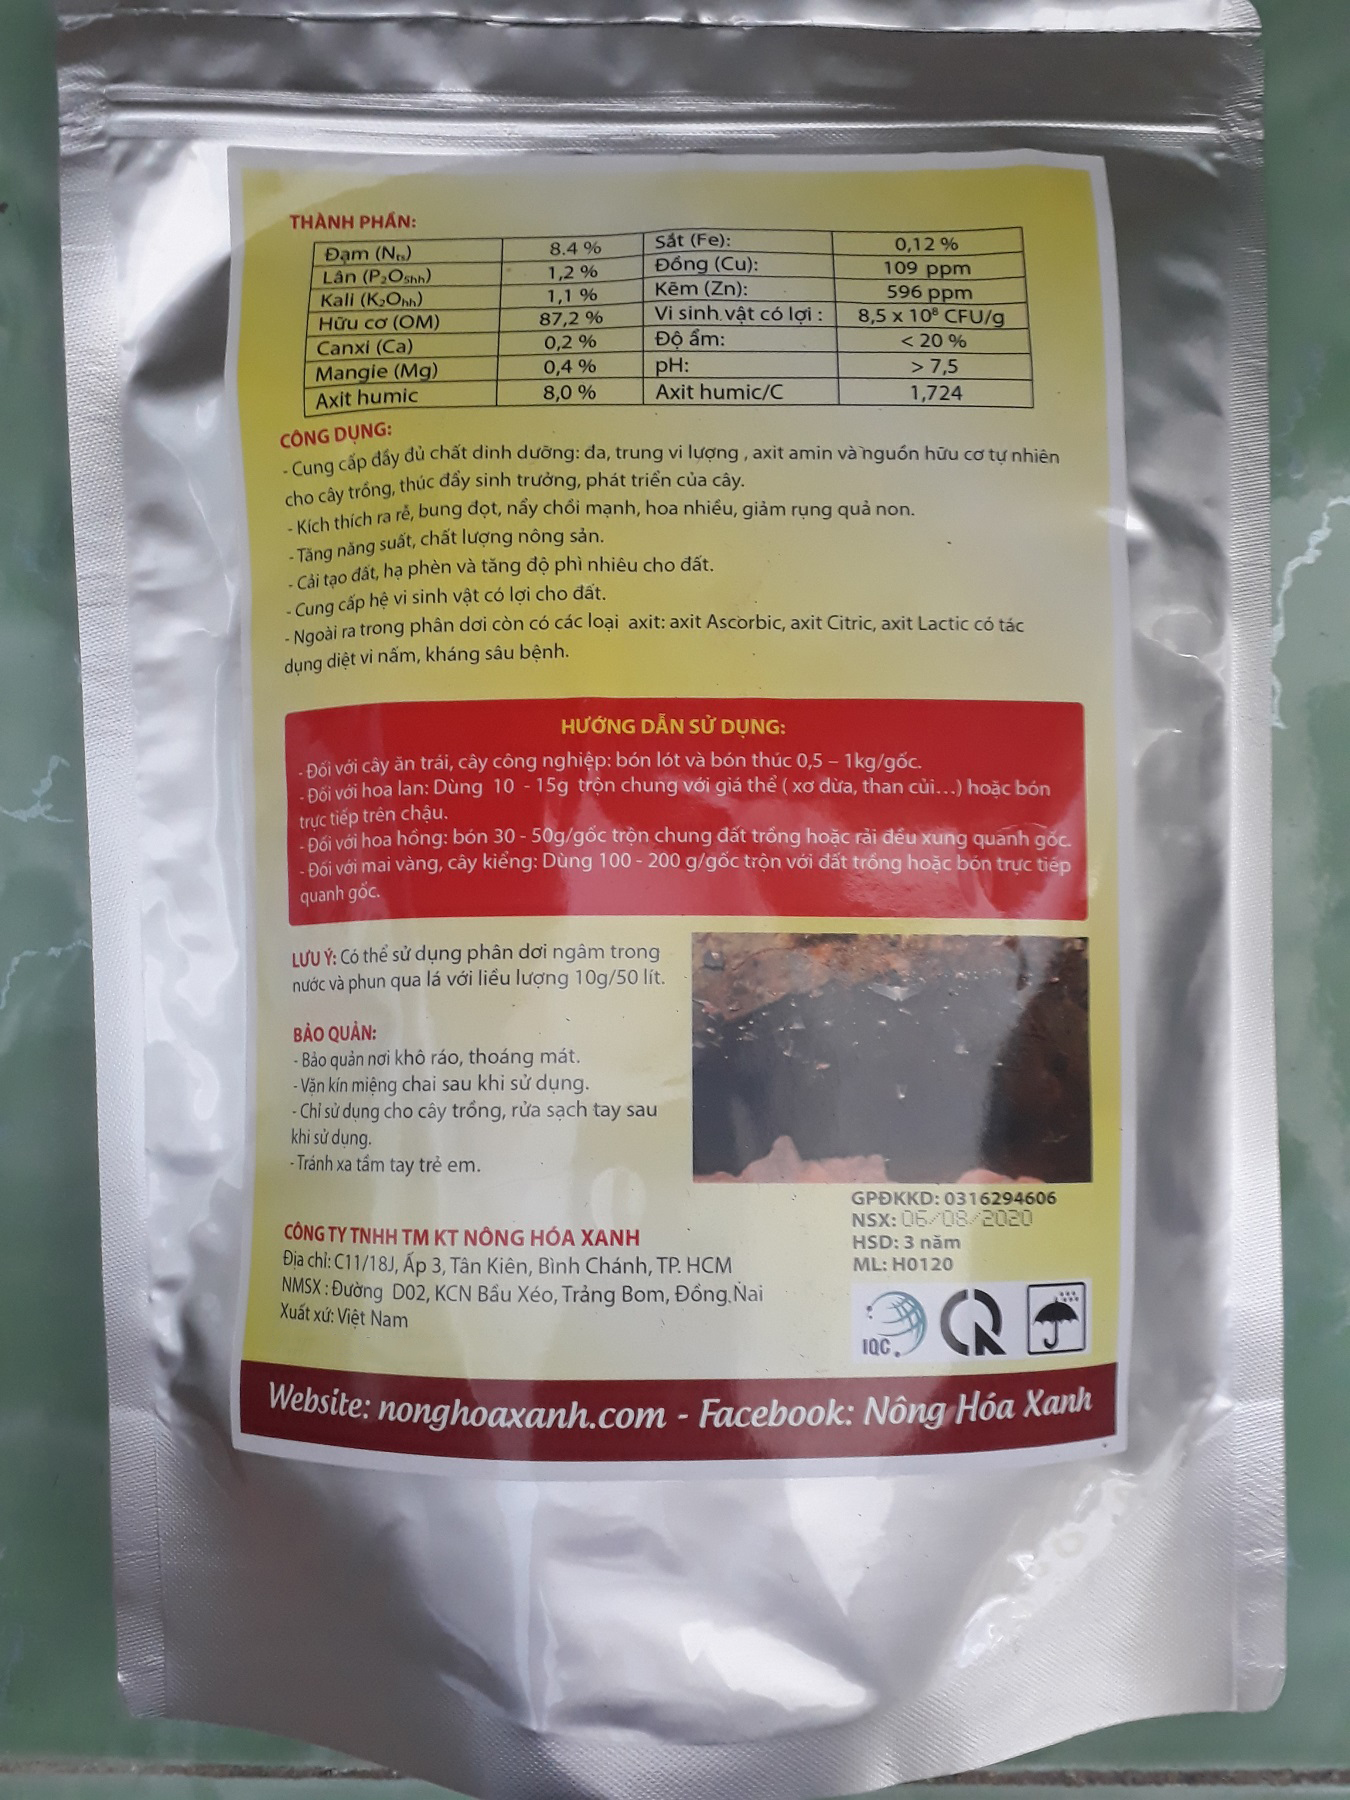 THÀNH PHẦN:
Đạm (Nts) 8.4 % Sắt (Fe): 0,12 %
Lân (P₂O₅hh) 1,2 % Đồng (Cu): 109 ppm
Kali (K₂Ohh) 1,1 % Kẽm (Zn): 596 ppm
Hữu cơ (OM) 87,2 % Vi sinh vật có lợi : 8,5 x 10⁸ CFU/g
Canxi (Ca) 0,2 % Độ ẩm: < 20 %
Mangie (Mg) 0,4 % pH: > 7,5
Axit humic 8,0 % Axit humic/C 1,724
CÔNG DỤNG:
- Cung cấp đầy đủ chất dinh dưỡng: đa, trung vi lượng , axit amin và nguồn hữu cơ tự nhiên
cho cây trồng, thúc đẩy sinh trưởng, phát triển của cây.
- Kích thích ra rễ, bung đọt, nẩy chồi mạnh, hoa nhiều, giảm rụng quả non.
- Tăng năng suất, chất lượng nông sản.
- Cải tạo đất, hạ phèn và tăng độ phì nhiêu cho đất.
- Cung cấp hệ vi sinh vật có lợi cho đất.
- Ngoài ra trong phân dơi còn có các loại axit: axit Ascorbic, axit Citric, axit Lactic có tác
dụng diệt vi nấm, kháng sâu bệnh.
HƯỚNG DẪN SỬ DỤNG:
- Đối với cây ăn trái, cây công nghiệp: bón lót và bón thúc 0,5 – 1kg/gốc.
- Đối với hoa lan: Dùng 10 - 15g trộn chung với giá thể ( xơ dừa, than củi...) hoặc bón
trực tiếp trên chậu.
- Đối với hoa hồng: bón 30 - 50g/gốc trộn chung đất trồng hoặc rải đều xung quanh gốc.
- Đối với mai vàng, cây kiểng: Dùng 100 - 200 g/gốc trộn với đất trồng hoặc bón trực tiếp
quanh gốc.
LƯU Ý: Có thể sử dụng phân dơi ngâm trong
nước và phun qua lá với liều lượng 10g/50 lít.
BẢO QUẢN:
- Bảo quản nơi khô ráo, thoáng mát.
- Vặn kín miệng chai sau khi sử dụng.
- Chỉ sử dụng cho cây trồng, rửa sạch tay sau
khi sử dụng.
- Tránh xa tầm tay trẻ em.
GPĐKKD: 0316294606
NSX: 06/08/2020
HSD: 3 năm
ML: H0120
CÔNG TY TNHH TM KT NÔNG HÓA XANH
Địa chỉ: C11/18J, Ấp 3, Tân Kiên, Bình Chánh, TP. HCM
NMSX : Đường D02, KCN Bầu Xéo, Trảng Bom, Đồng Nai
Xuất xứ: Việt Nam
IQC
Website: nonghoaxanh.com - Facebook: Nông Hóa Xanh